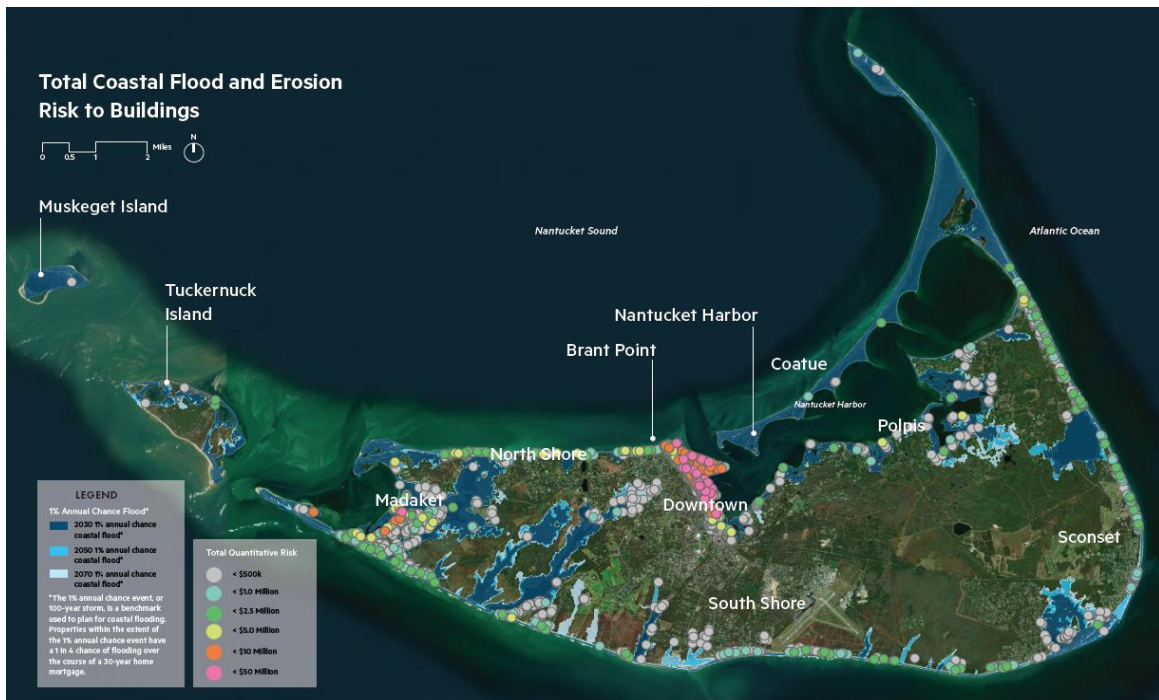 Total Coastal Flood and Erosion
Risk to Buildings
0 0.5 1 2 Miles
N
Muskeget Island
Tuckernuck
Island
Nantucket Sound
Atlantic Ocean
Nantucket Harbor
Brant Point
Coatue
Nantucket Harbor
Polpis
North Shore
Madaket
Downtown
Sconset
South Shore
LEGEND
1% Annual Chance Flood*
2030 1% annual chance
coastal flood*
2050 1% annual chance
coastal flood*
2070 1% annual chance
coastal flood*
*The 1% annual chance event, or
100-year storm, is a benchmark
used to plan for coastal flooding.
Properties within the extent of
the 1% annual chance event have
a 1 in 4 chance of flooding over
the course of a 30-year home
mortgage.
Total Quantitative Risk
< $500k
< $1.0 Million
< $2.5 Million
< $5.0 Million
< $10 Million
< $50 Million